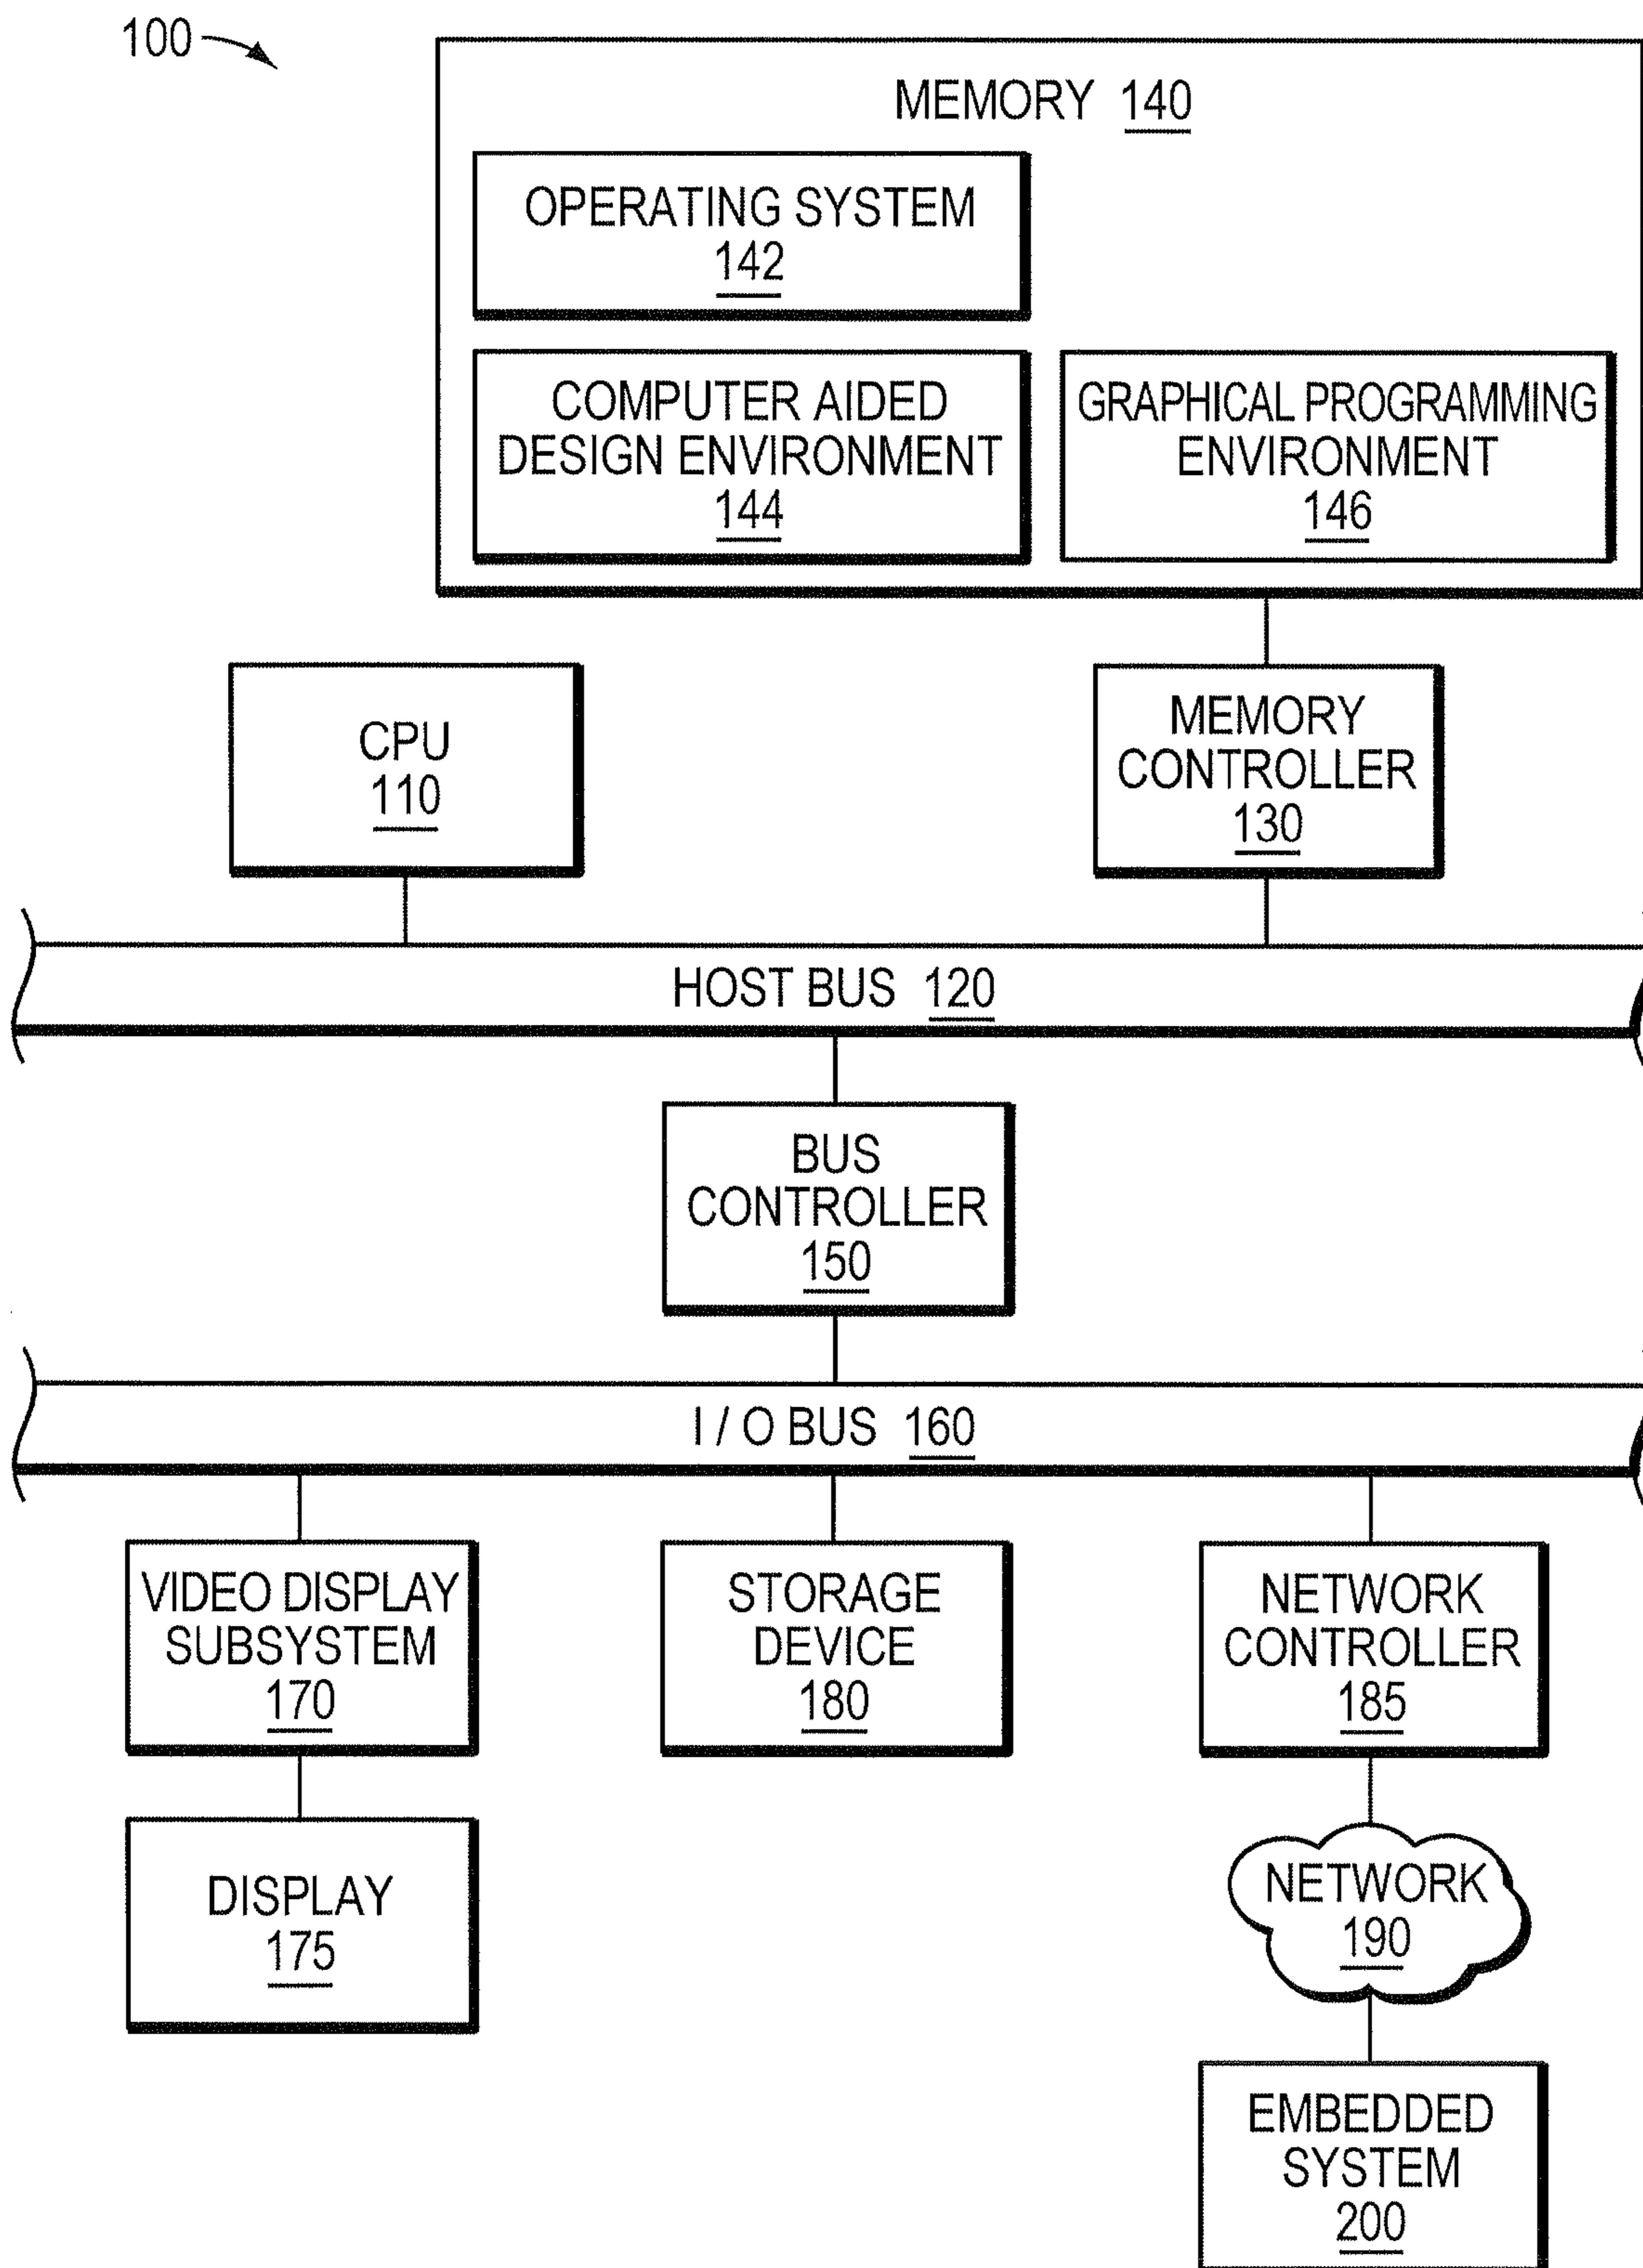 100
MEMORY 140
OPERATING SYSTEM
142
COMPUTER AIDED
DESIGN ENVIRONMENT
144
GRAPHICAL PROGRAMMING
ENVIRONMENT
146
CPU
110
MEMORY
CONTROLLER
130
HOST BUS 120
BUS
CONTROLLER
150
I / O BUS 160
VIDEO DISPLAY
SUBSYSTEM
170
STORAGE
DEVICE
180
NETWORK
CONTROLLER
185
DISPLAY
175
NETWORK
190
EMBEDDED
SYSTEM
200